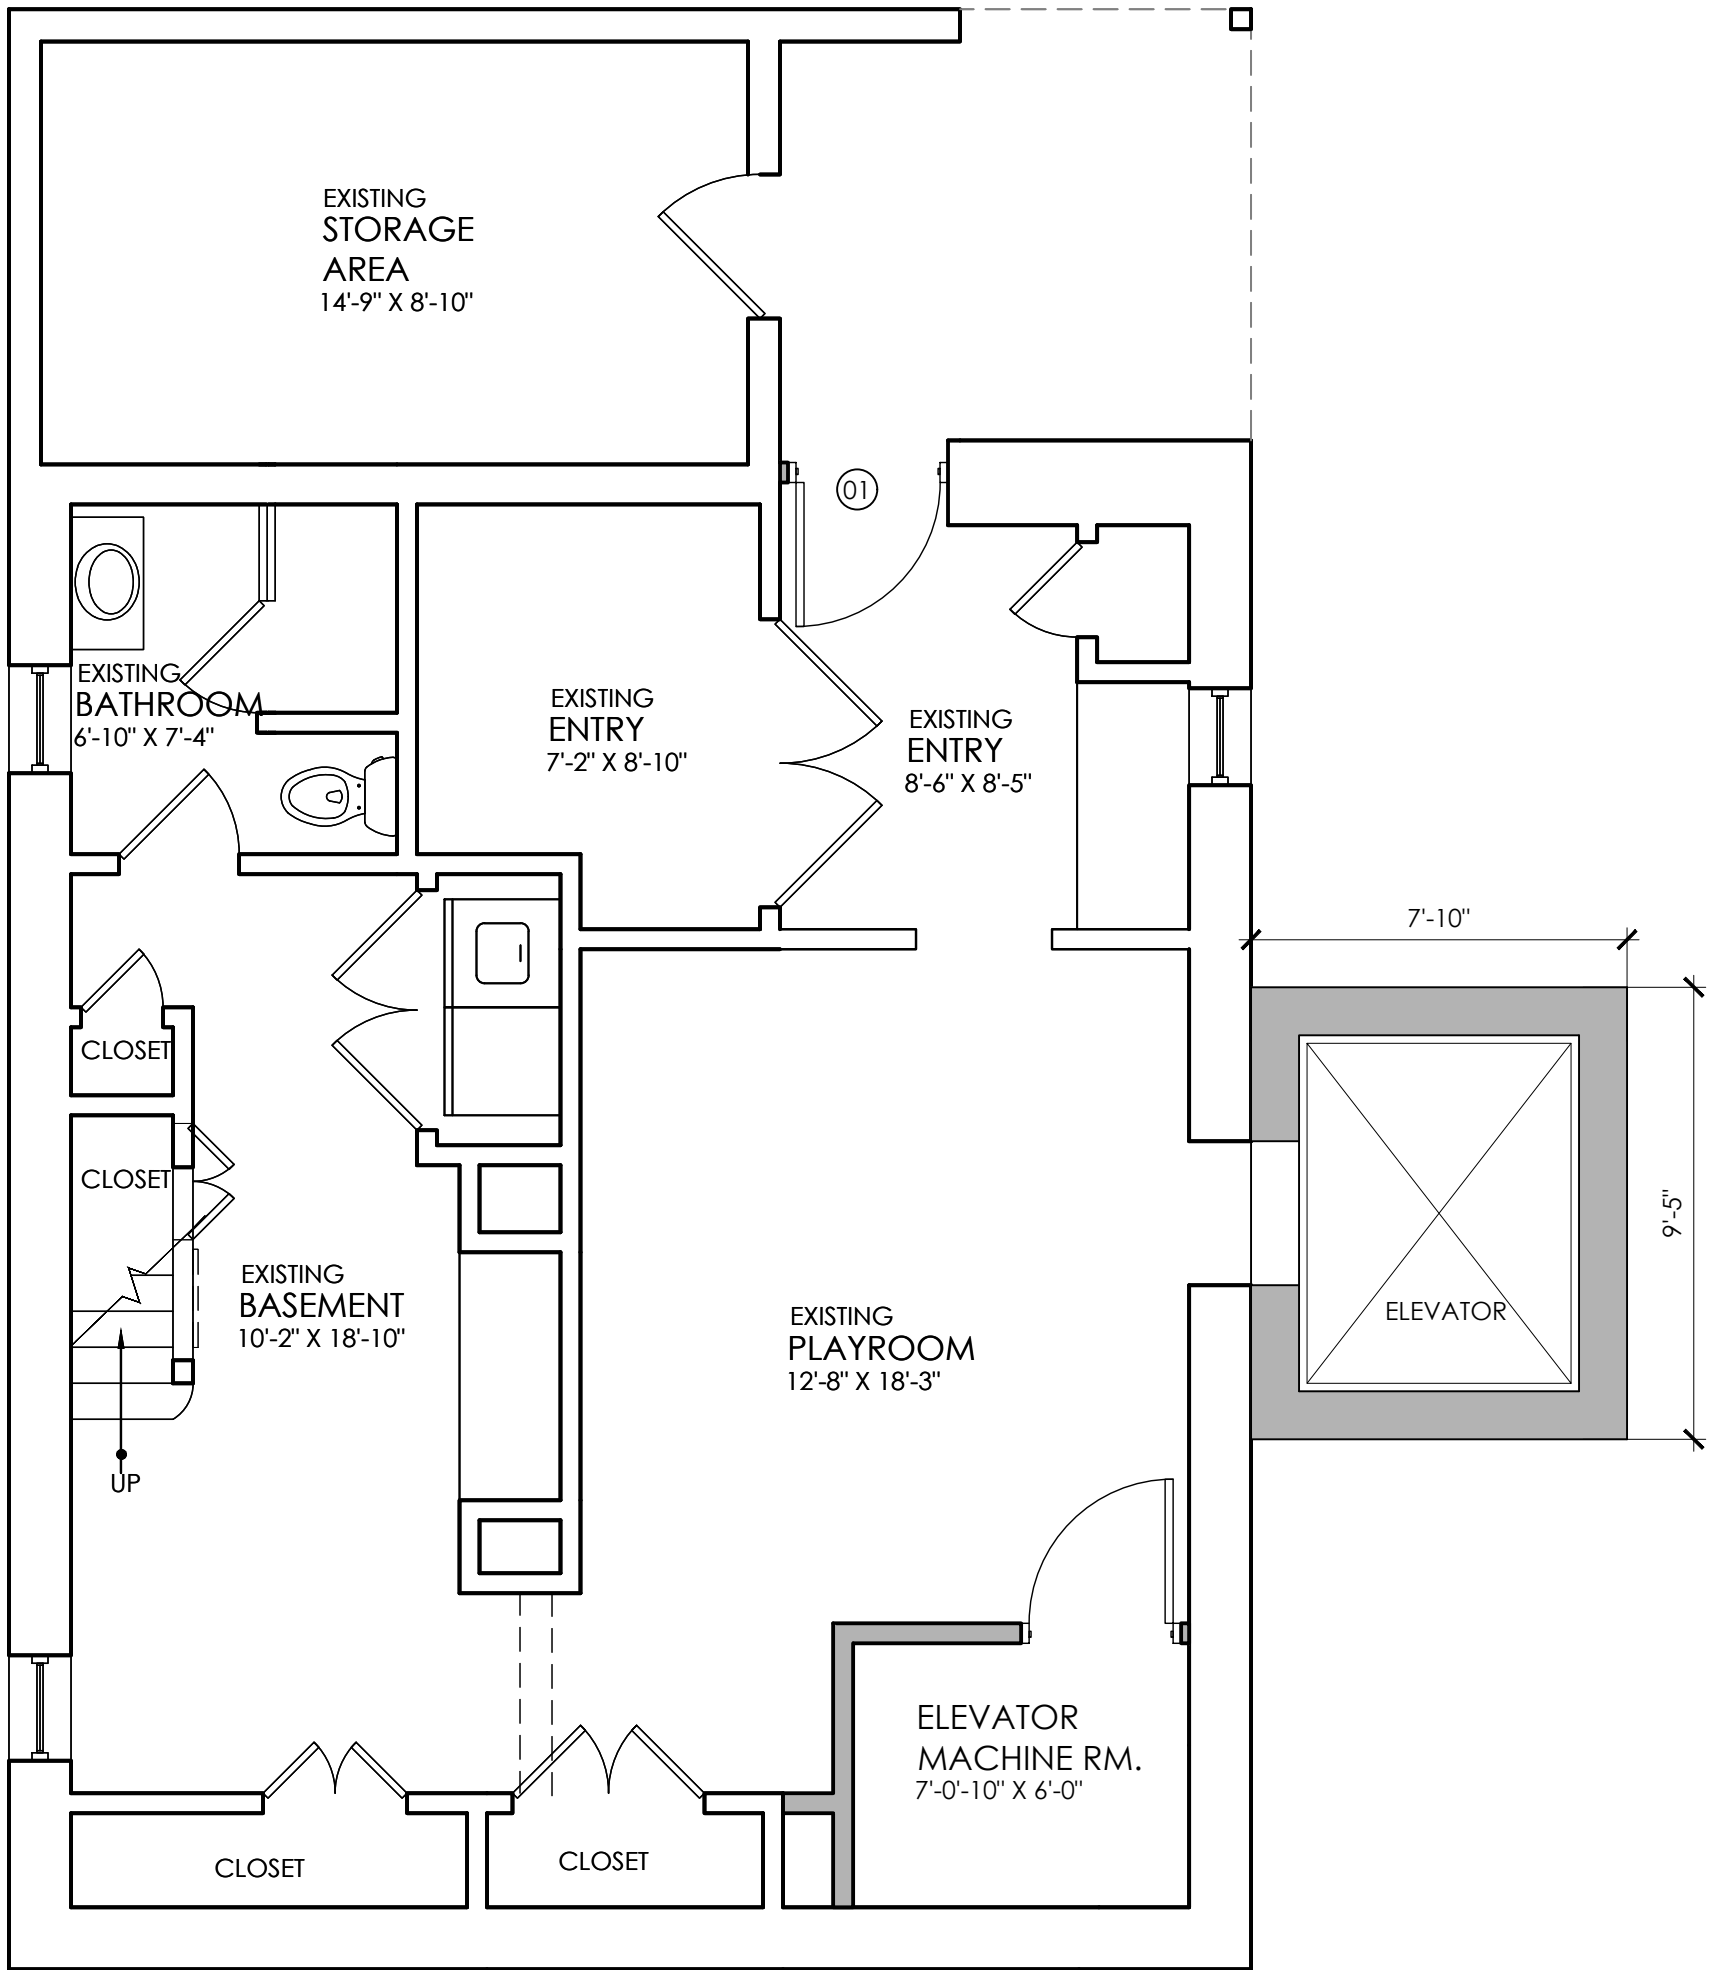 EXISTING
STORAGE
AREA
14'-9" X 8'-10"
01
EXISTING
BATHROOM
6'-10" X 7'-4"
EXISTING
ENTRY
7'-2" X 8'-10"
EXISTING
ENTRY
8'-6" X 8'-5"
7'-10"
CLOSET
CLOSET
9'-5"
EXISTING
BASEMENT
10'-2" X 18'-10"
EXISTING
PLAYROOM
12'-8" X 18'-3"
ELEVATOR
UP
ELEVATOR
MACHINE RM.
7'-0'-10" X 6'-0"
CLOSET
CLOSET